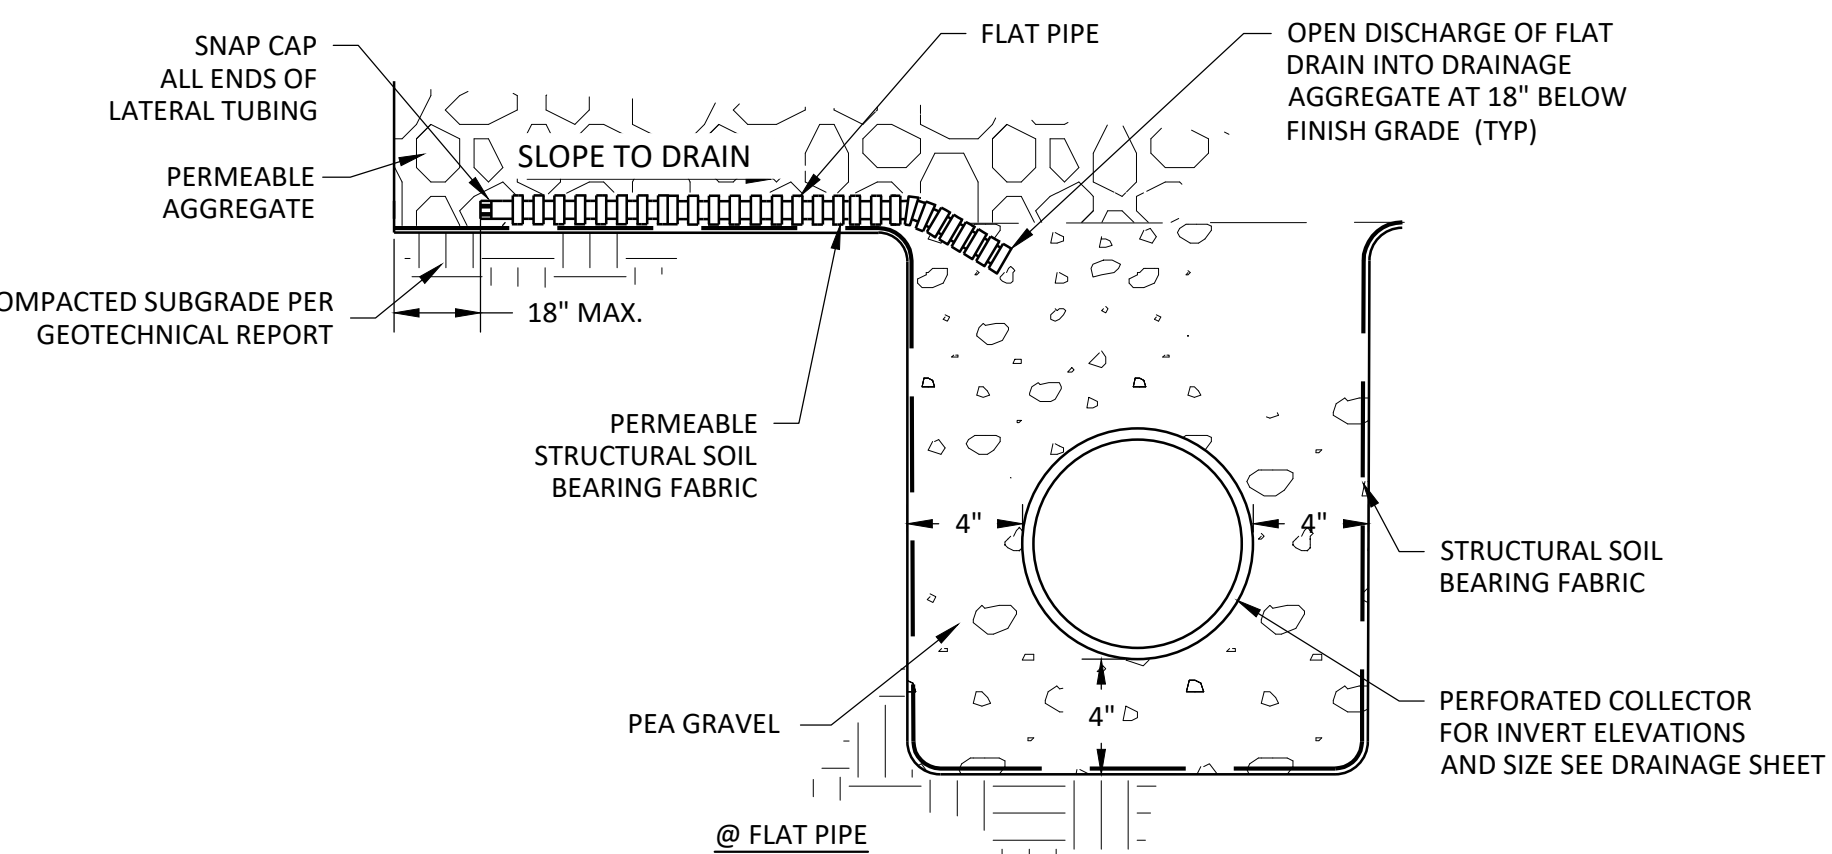 SNAP CAP
ALL ENDS OF
LATERAL TUBING
FLAT PIPE
OPEN DISCHARGE OF FLAT
DRAIN INTO DRAINAGE
AGGREGATE AT 18" BELOW
FINISH GRADE (TYP)
SLOPE TO DRAIN
PERMEABLE
AGGREGATE
OMPACTED SUBGRADE PER
GEOTECHNICAL REPORT
18" MAX.
PERMEABLE
STRUCTURAL SOIL
BEARING FABRIC
4"
4"
STRUCTURAL SOIL
BEARING FABRIC
PEA GRAVEL
4"
PERFORATED COLLECTOR
FOR INVERT ELEVATIONS
AND SIZE SEE DRAINAGE SHEET
@ FLAT PIPE